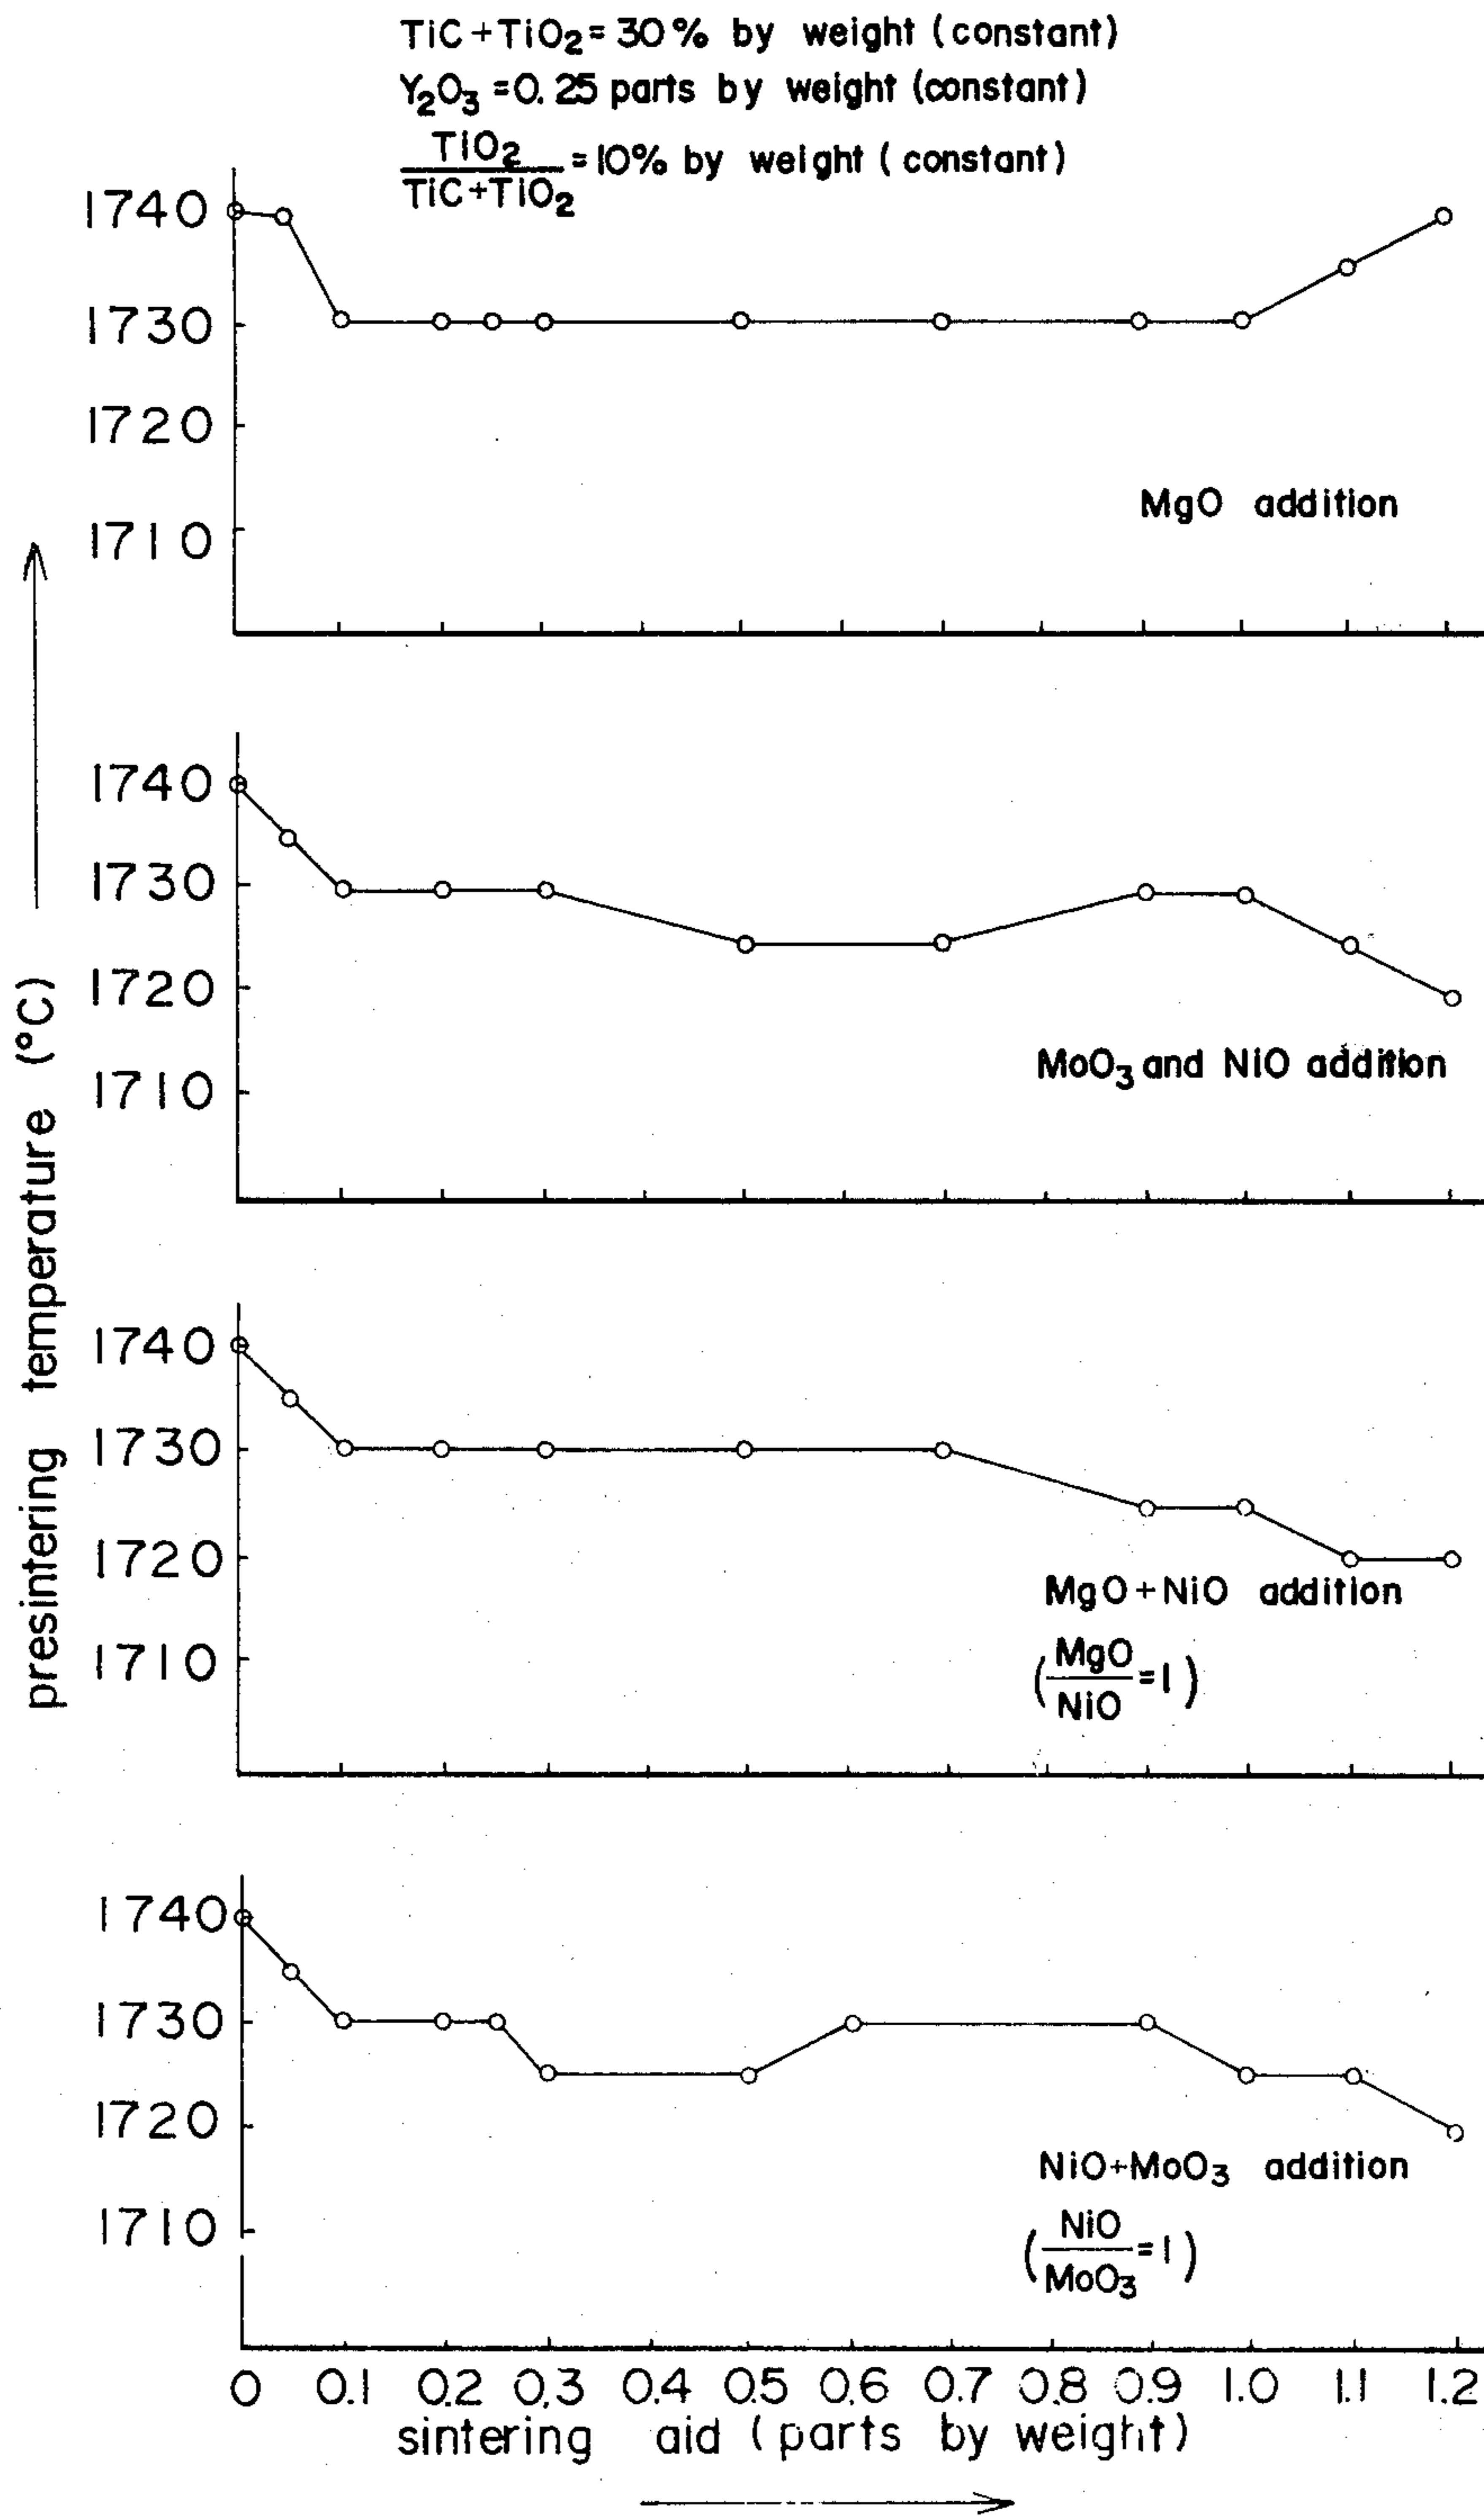 TiC+TiO2=30% by weight (constant)
Y2O3=0.25 parts by weight (constant)
TiO2
TiC+TiO2
=10% by weight (constant)
1740
1730
1720
1710
MgO addition
1740
1730
1720
1710
MoO3 and NiO addition
presintering temperature (°C)
1740
1730
1720
1710
MgO+NiO addition
(MgO/NiO=1)
1740
1730
1720
1710
NiO+MoO3 addition
(NiO/MoO3=1)
0 0.1 0.2 0.3 0.4 0.5 0.6 0.7 0.8 0.9 1.0 1.1 1.2
sintering aid (parts by weight)